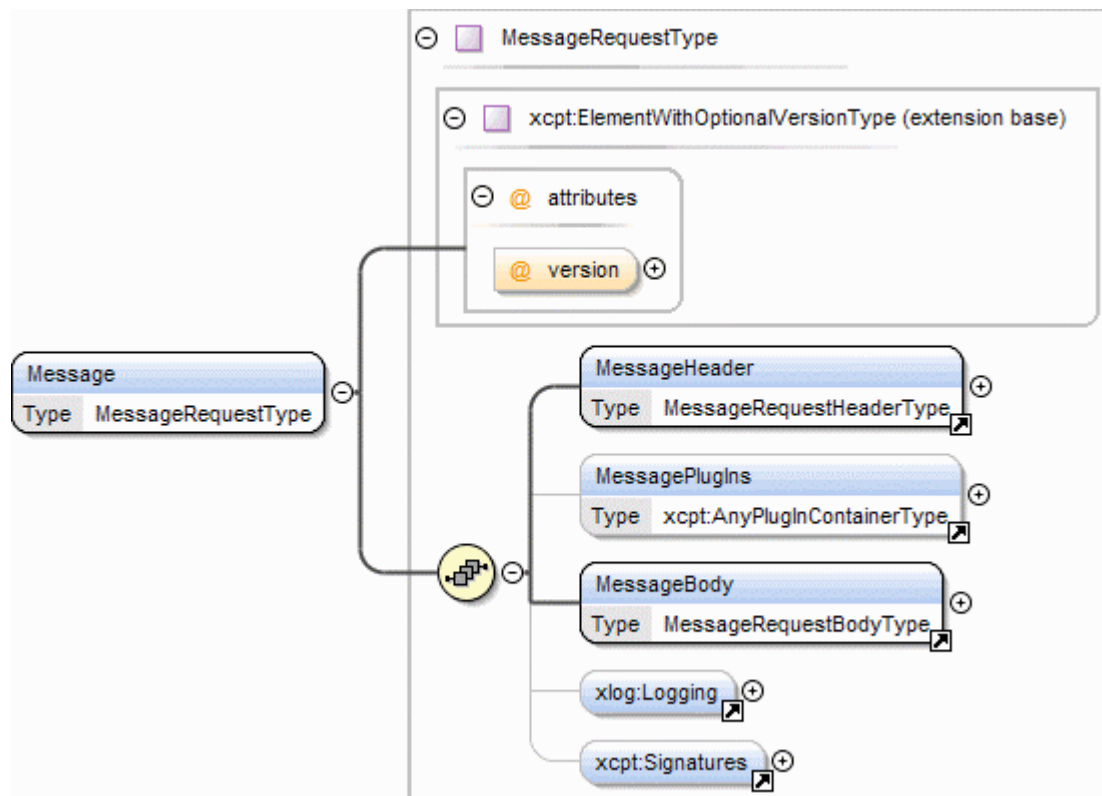 MessageRequestType
xcpt:ElementWithOptionalVersionType (extension base)
@ attributes
@ version
Message
Type MessageRequestType
MessageHeader
Type MessageRequestHeaderType
MessagePlugIns
Type xcpt:AnyPlugInContainerType
MessageBody
Type MessageRequestBodyType
xlog:Logging
xcpt:Signatures